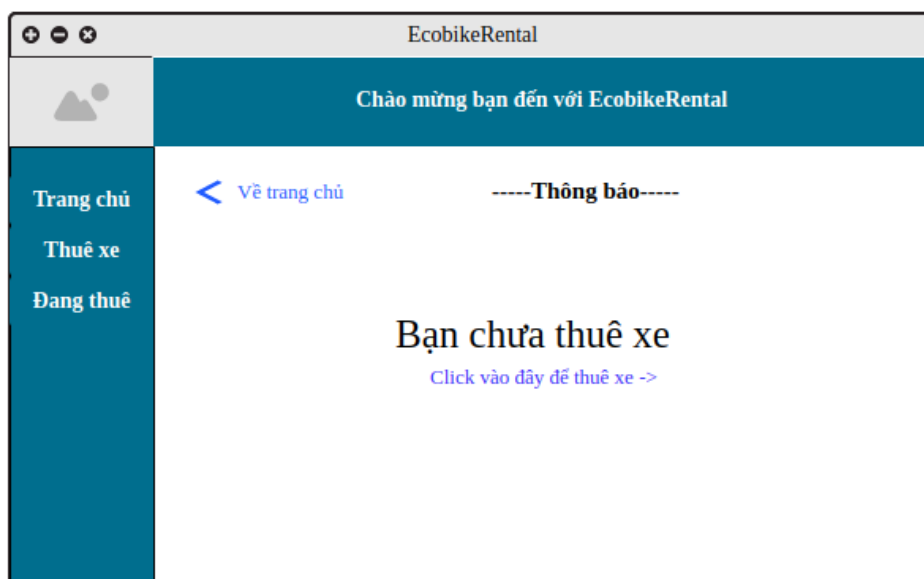 EcobikeRental
Chào mừng bạn đến với EcobikeRental
Trang chủ
Thuê xe
Đang thuê
< Về trang chủ
-----Thông báo-----
Bạn chưa thuê xe
Click vào đây để thuê xe ->